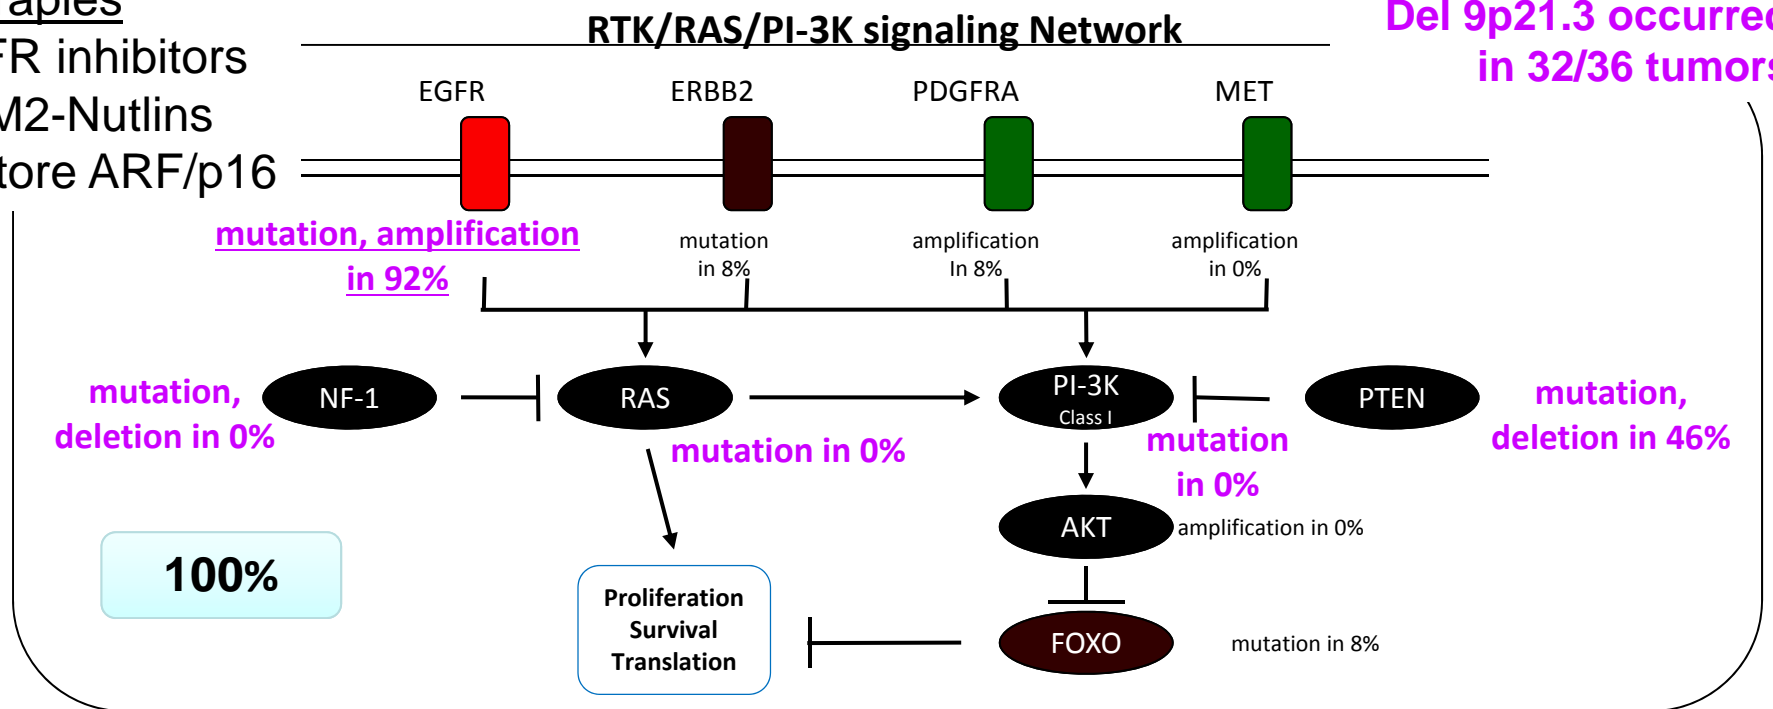 RTK/RAS/PI-3K signaling Network
Del 9p21.3 occurred
in 32/36 tumors
inhibitors
M2-Nutlins
ARF/p16
EGFR
ERBB2
PDGFRA
MET
mutation, amplification
in 92%
mutation
in 8%
amplification
In 8%
amplification
in 0%
mutation,
deletion in 0%
NF-1
RAS
mutation in 0%
PI-3K
Class I
mutation
in 0%
PTEN
mutation,
deletion in 46%
AKT
amplification in 0%
100%
Proliferation
Survival
Translation
FOXO
mutation in 8%